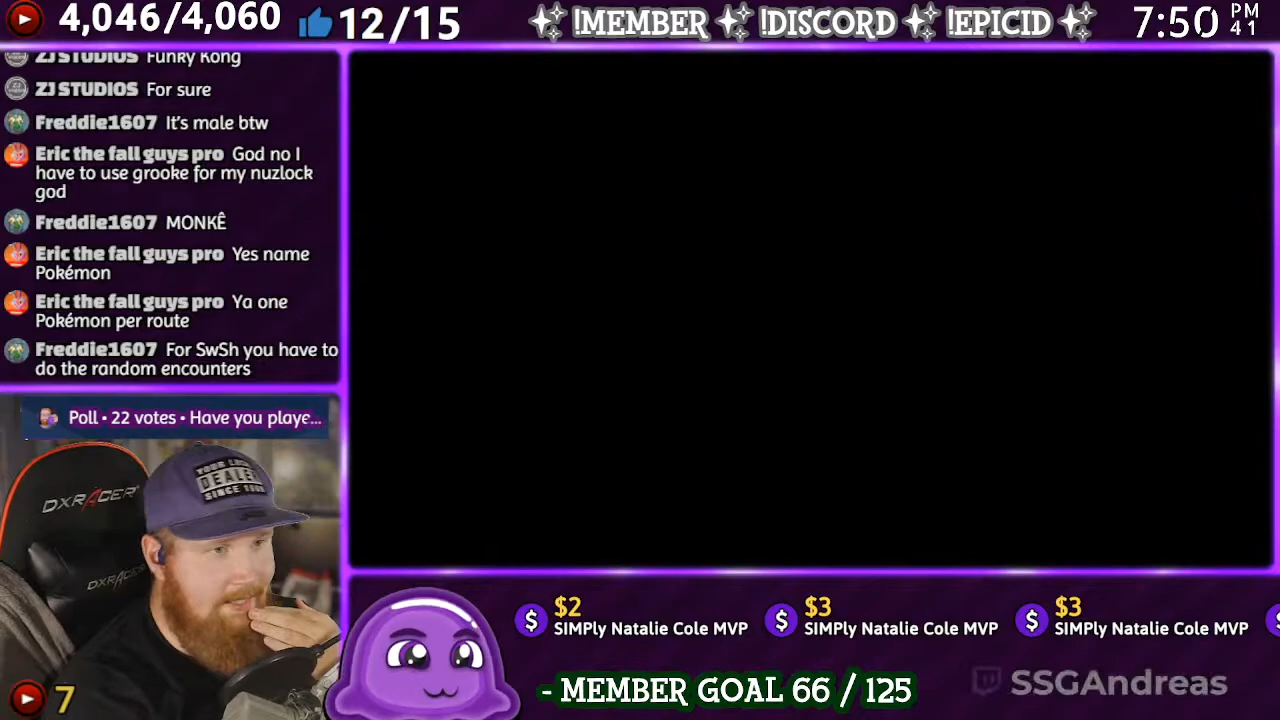 4,046/4,060
12/15
!MEMBER !DISCORD !EPICID
7:50 PM 41
ZJ STUDIOS Funky Kong
ZJ STUDIOS For sure
Freddie1607 It's male btw
Eric the fall guys pro God no I
have to use grooke for my nuzlock
god
Freddie1607 MONKÊ
Eric the fall guys pro Yes name
Pokémon
Eric the fall guys pro Ya one
Pokémon per route
Freddie1607 For SwSh you have to
do the random encounters
Poll • 22 votes • Have you playe...
DXRACER
YOUR LOCAL
DEALER
SINCE
DXRACER
7
$ $2
SIMPly Natalie Cole MVP
$ $3
SIMPly Natalie Cole MVP
$ $3
SIMPly Natalie Cole MVP
- MEMBER GOAL 66 / 125
SSGAndreas